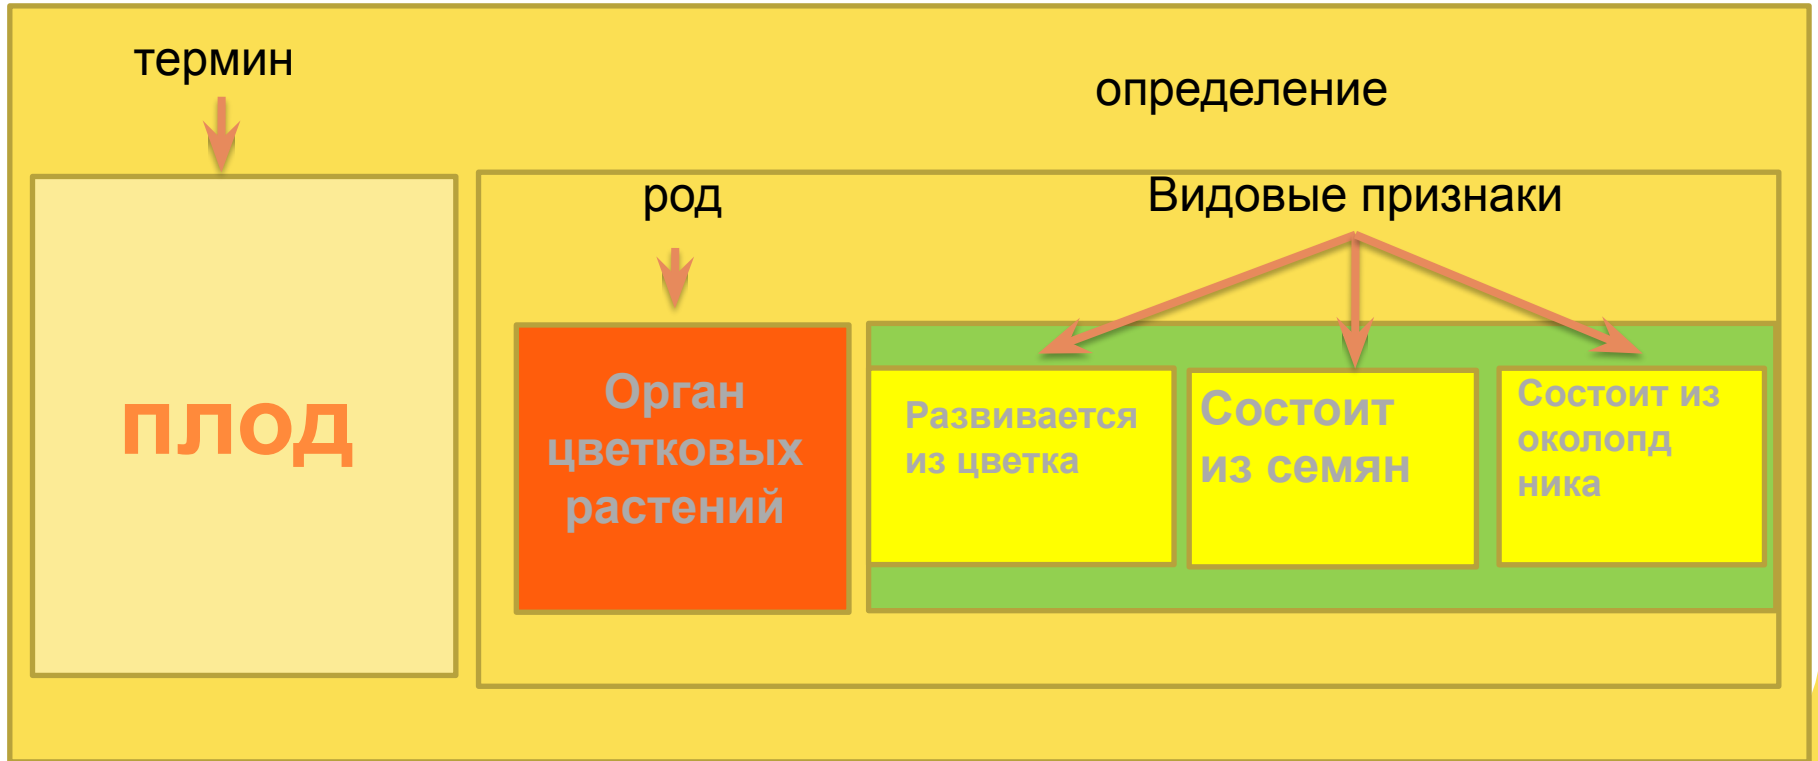 термин
определение
род
Видовые признаки
плод
Орган
цветковых
растений
Развивается
из цветка
Состоит
из семян
Состоит из
околопд
ника